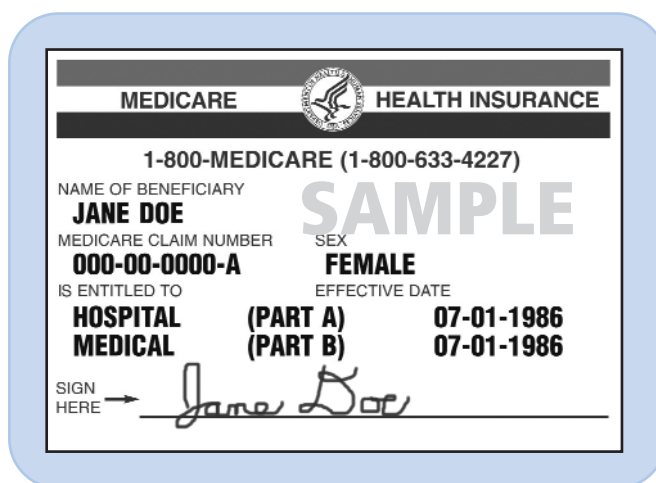 MEDICARE HEALTH INSURANCE
1-800-MEDICARE (1-800-633-4227)
NAME OF BENEFICIARY
SAMPLE
JANE DOE
MEDICARE CLAIM NUMBER SEX
000-00-0000-A FEMALE
IS ENTITLED TO EFFECTIVE DATE
HOSPITAL (PART A) 07-01-1986
MEDICAL (PART B) 07-01-1986
SIGN
HERE
Jane Doe